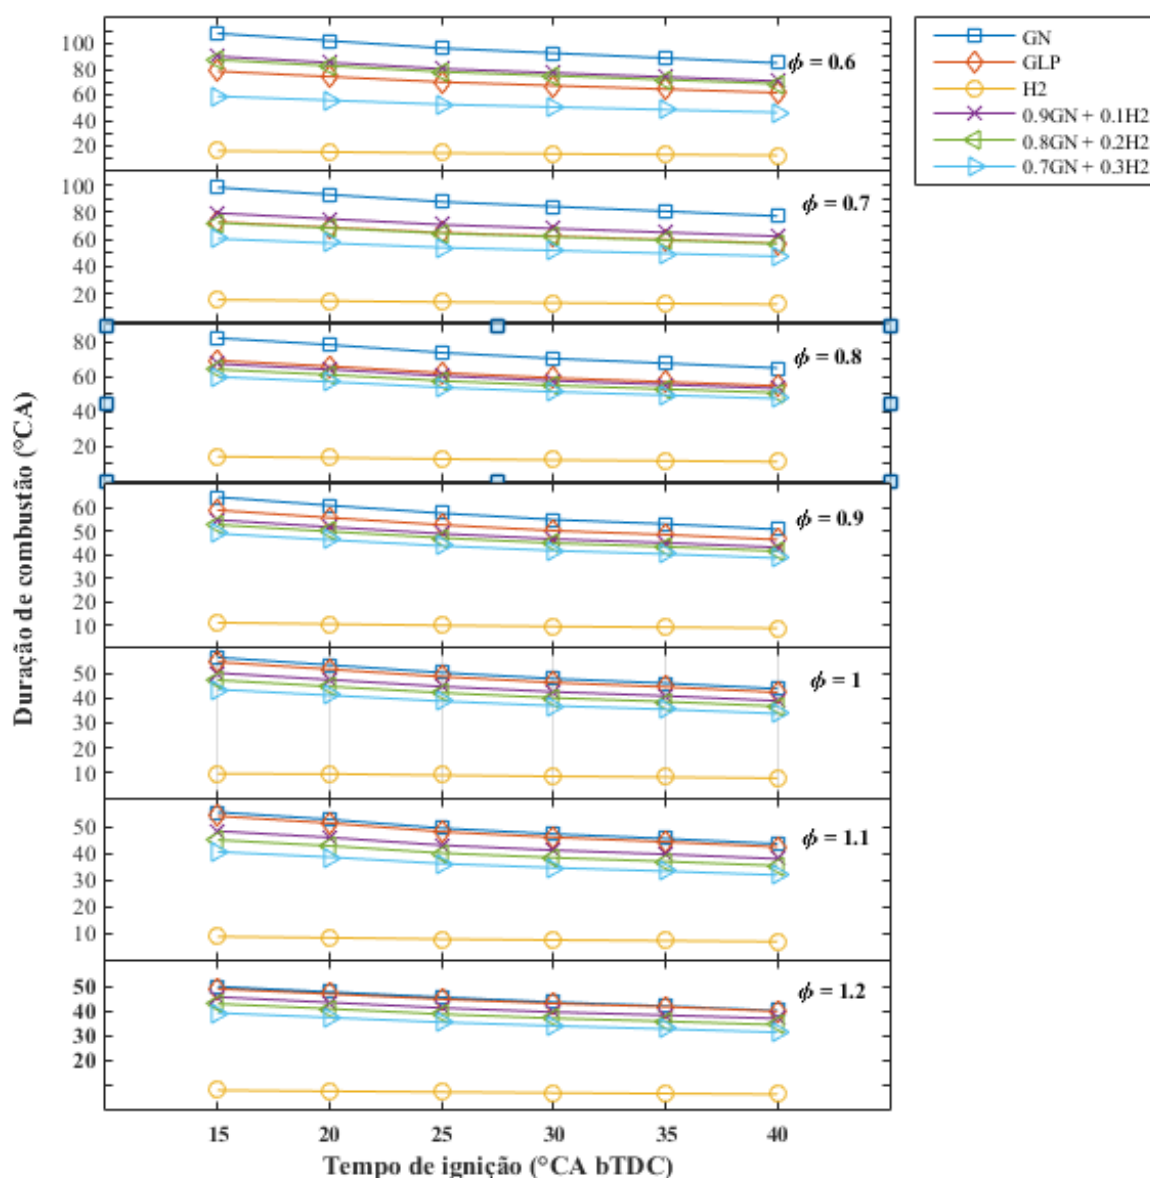 GN
GLP
H2
0.9GN + 0.1H2
0.8GN + 0.2H2
0.7GN + 0.3H2
Duração de combustão (°CA)
100
80
60
40
20
ϕ = 0.6
100
80
60
40
20
ϕ = 0.7
80
60
40
20
ϕ = 0.8
60
50
40
30
20
10
ϕ = 0.9
50
40
30
20
10
ϕ = 1
50
40
30
20
10
ϕ = 1.1
50
40
30
20
ϕ = 1.2
15 20 25 30 35 40
Tempo de ignição (°CA bTDC)